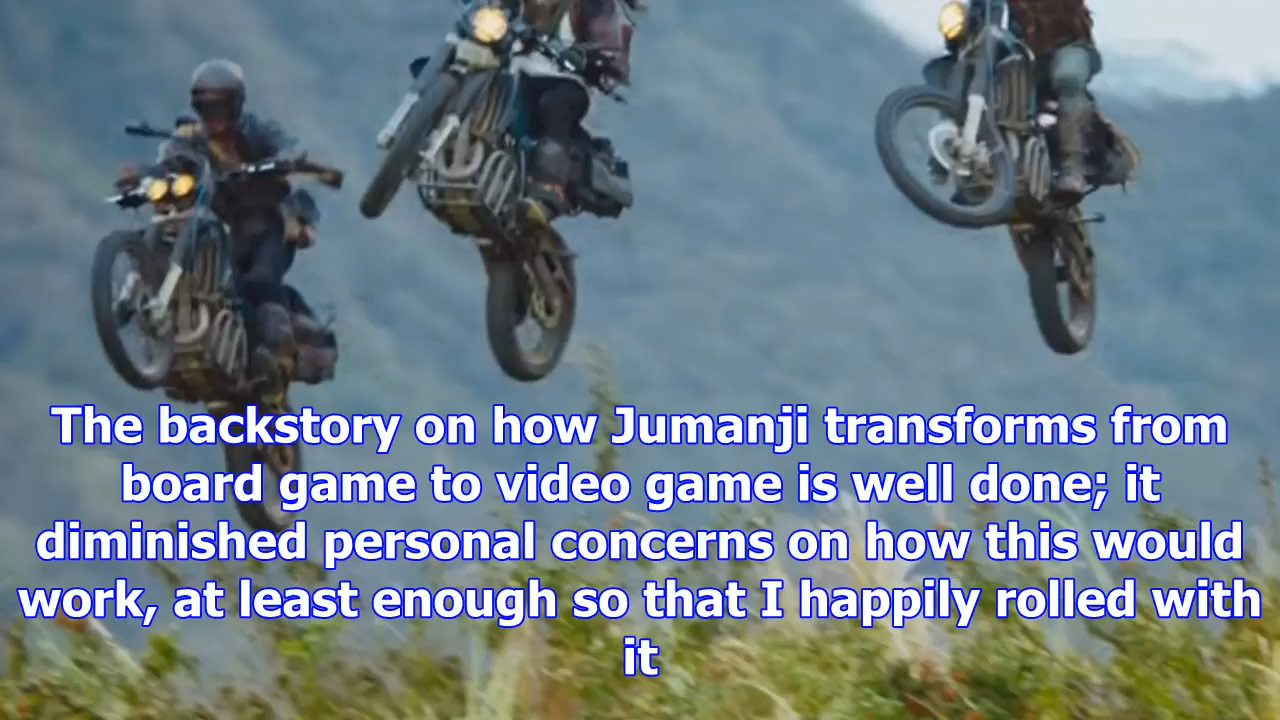 The backstory on how Jumanji transforms from
board game to video game is well done; it
diminished personal concerns on how this would
work, at least enough so that I happily rolled with
it